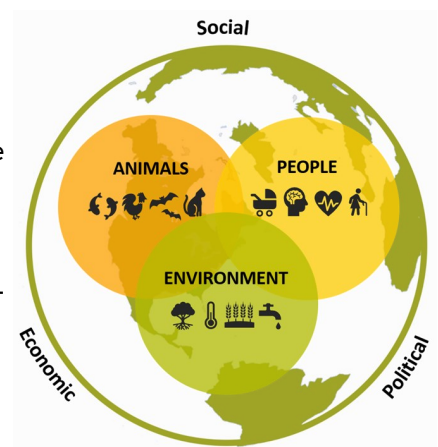 Social
e
ANIMALS
PEOPLE
ENVIRONMENT
Economic
Political